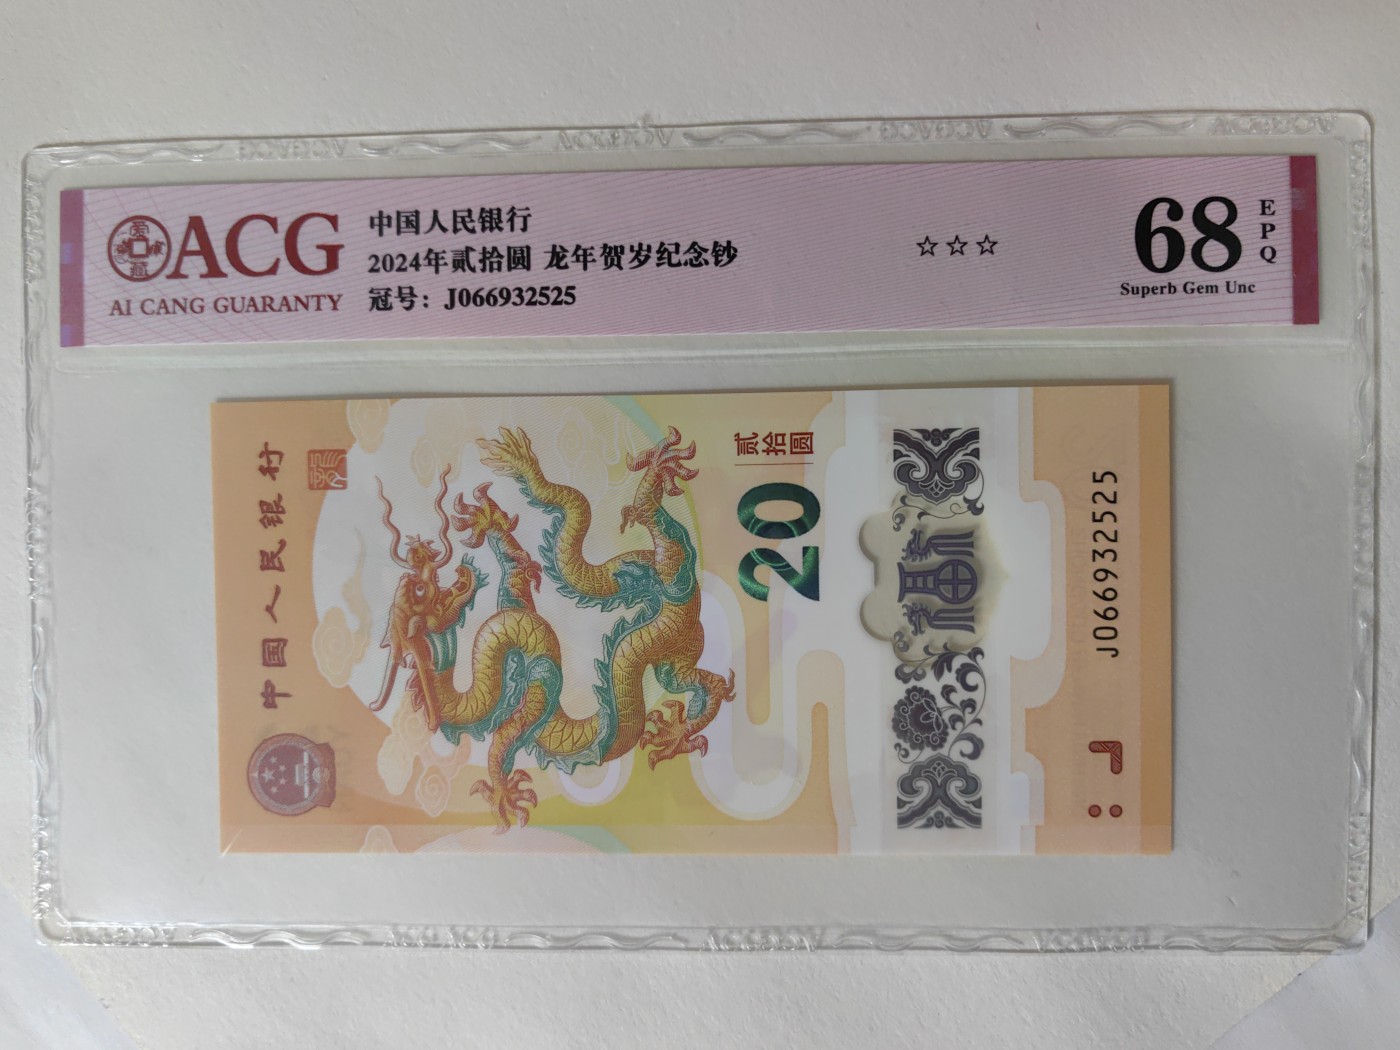 ACG
AI CANG GUARANTY
中国人民银行
2024年贰拾圆 龙年贺岁纪念钞
冠号：J066932525
☆☆☆
68
EPQ
Superb Gem Unc
中国人民银行
贰拾圆
20
福
J066932525
J